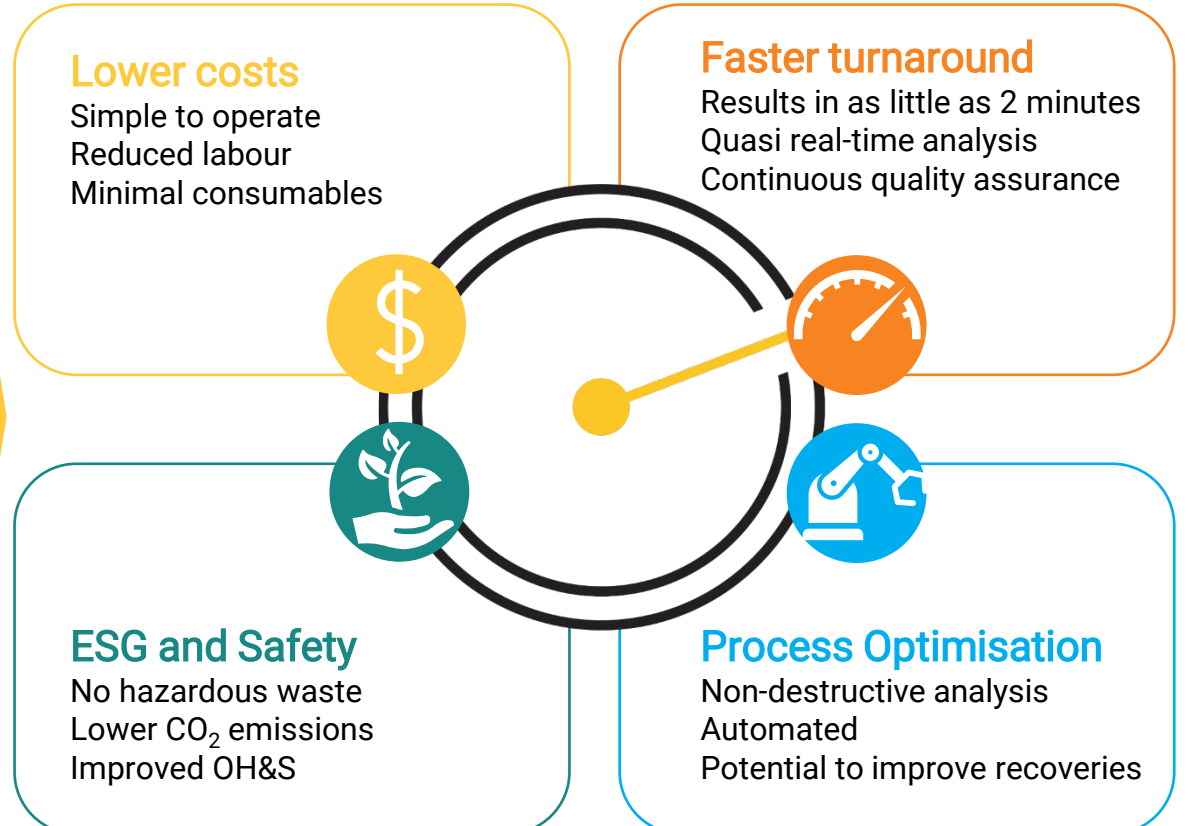 Lower costs
Simple to operate
Reduced labour
Minimal consumables
Faster turnaround
Results in as little as 2 minutes
Quasi real-time analysis
Continuous quality assurance
$
ESG and Safety
No hazardous waste
Lower CO₂ emissions
Improved OH&S
Process Optimisation
Non-destructive analysis
Automated
Potential to improve recoveries